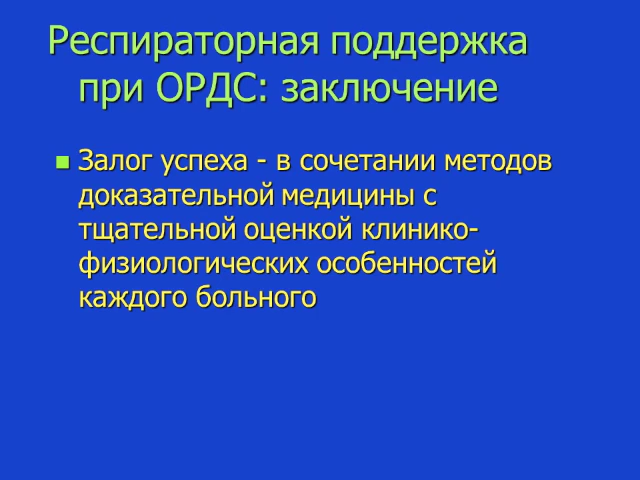 Респираторная поддержка
при ОРДС: заключение
Залог успеха - в сочетании методов
доказательной медицины с
тщательной оценкой клинико-
физиологических особенностей
каждого больного